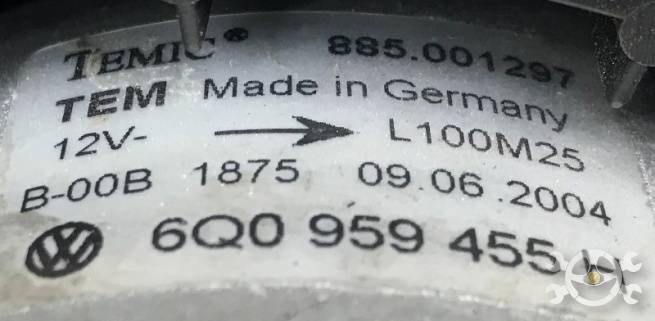 TEMIC® 885.001297
TEM Made in Germany
12V- L100M25
B-00B 1875 09.06.2004
6Q0 959 455 H